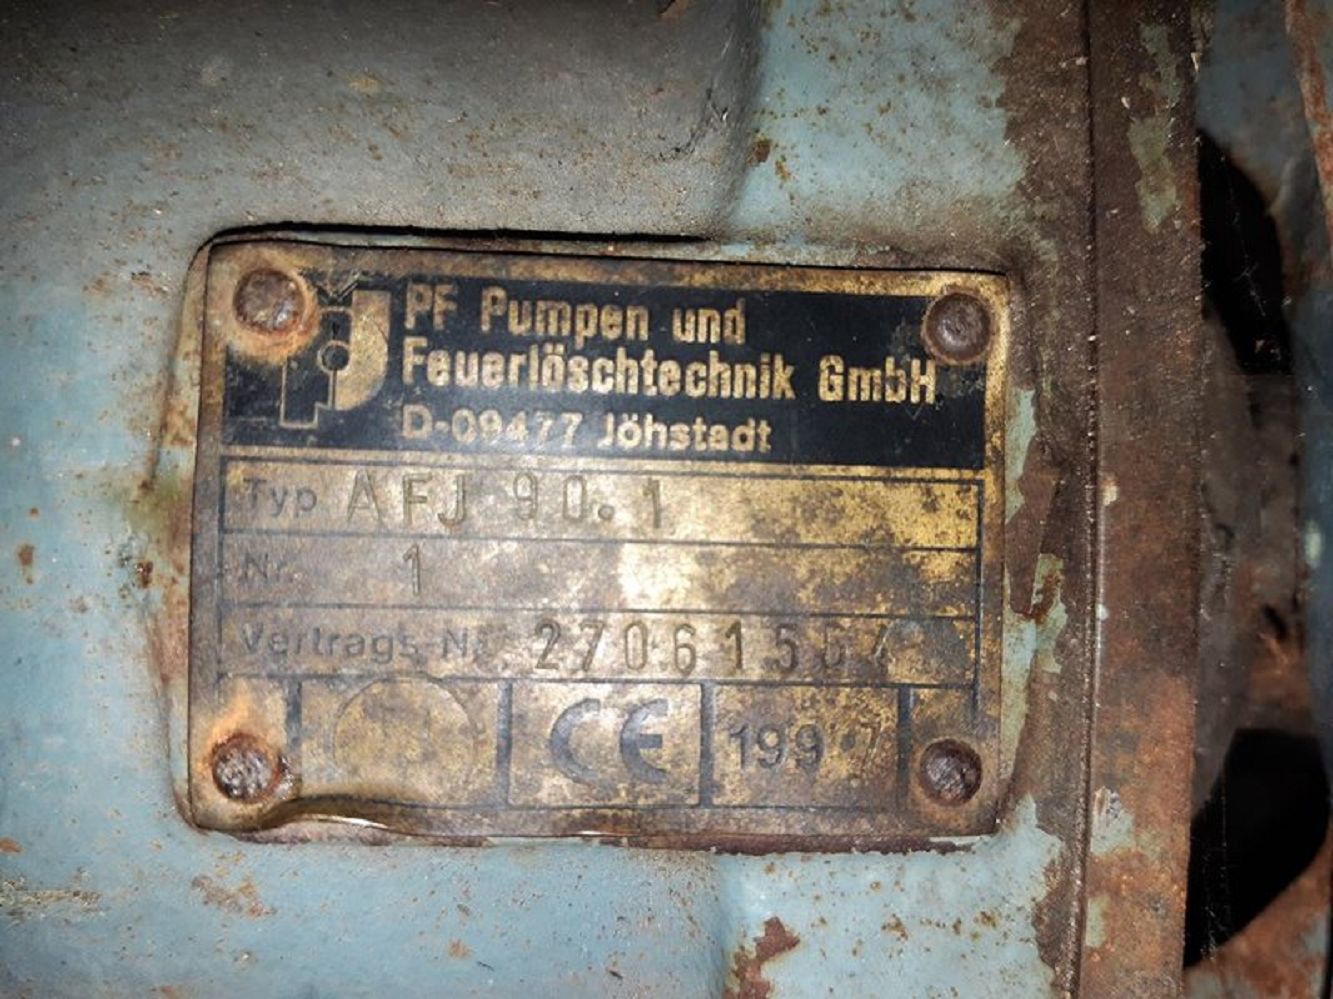 PF Pumpen und
Feuerlöschtechnik GmbH
D-09477 Jöhstadt
Typ AFJ 90.1
Nr. 1
Vertrags-Nr.
CE 1997